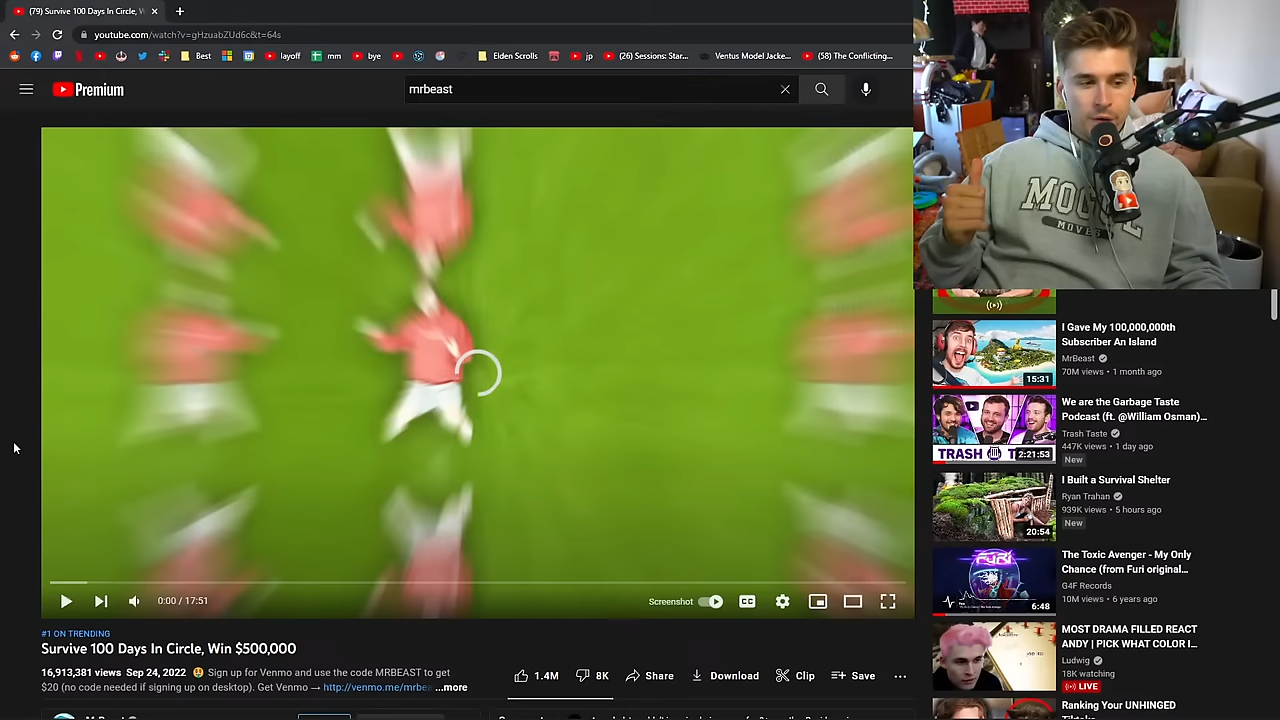 (79) Survive 100 Days In Circle, W
youtube.com/watch?v=gHzuabZUd6c&t=64s
Best
layoff
mm
bye
Elden Scrolls
jp
(26) Sessions: Star...
Ventus Model Jacke...
(58) The Conflicting...
Premium
mrbeast
MOGUL
MOVES
I Gave My 100,000,000th
Subscriber An Island
MrBeast
70M views • 1 month ago
15:31
We are the Garbage Taste
Podcast (ft. @William Osman)...
Trash Taste
447K views • 1 day ago
New
TRASH T
2:21:53
I Built a Survival Shelter
Ryan Trahan
939K views • 5 hours ago
New
20:54
The Toxic Avenger - My Only
Chance (from Furi original...
G4F Records
10M views • 6 years ago
FURI
6:48
MOST DRAMA FILLED REACT
ANDY | PICK WHAT COLOR I...
Ludwig
18K watching
LIVE
Ranking Your UNHINGED
0:00 / 17:51
Screenshot
CC
#1 ON TRENDING
Survive 100 Days In Circle, Win $500,000
16,913,381 views Sep 24, 2022 🤑 Sign up for Venmo and use the code MRBEAST to get
$20 (no code needed if signing up on desktop). Get Venmo → http://venmo.me/mrbea ...more
1.4M
8K
Share
Download
Clip
Save